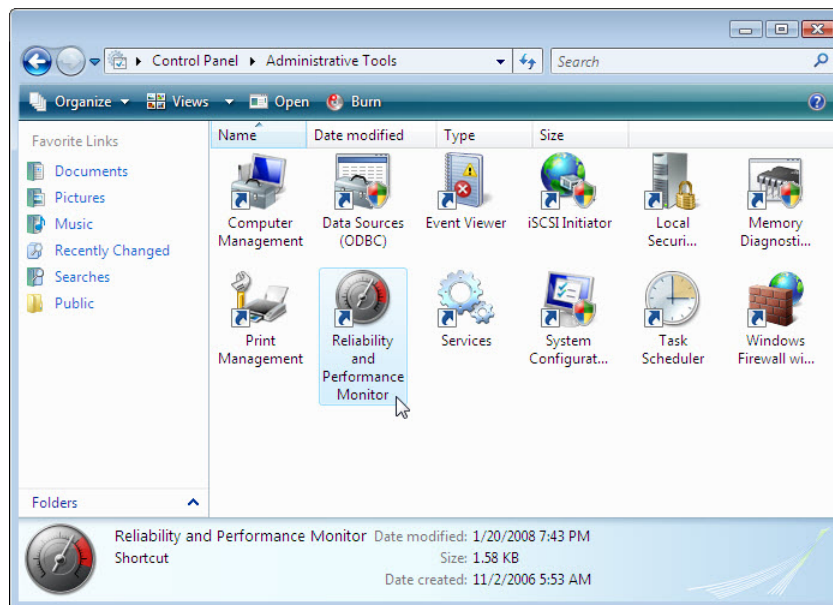 Control Panel Administrative Tools
Search
Organize Views Open Burn
Favorite Links
Documents
Pictures
Music
Recently Changed
Searches
Public
Folders
Name Date modified Type Size
Computer Management
Data Sources (ODBC)
Event Viewer
iSCSI Initiator
Local Securi...
Memory Diagnosti...
Print Management
Reliability and Performance Monitor
Services
System Configurat...
Task Scheduler
Windows Firewall wi...
Reliability and Performance Monitor Date modified: 1/20/2008 7:43 PM
Shortcut Size: 1.58 KB
Date created: 11/2/2006 5:53 AM